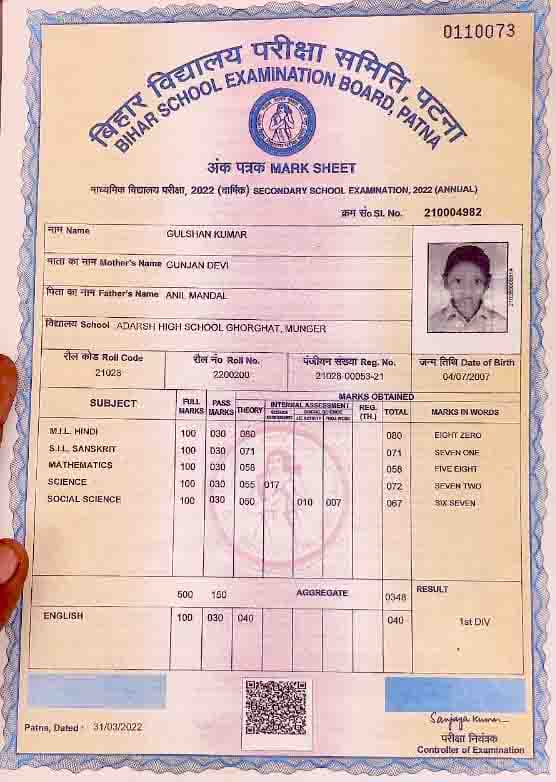 0110073
बिहार विद्यालय परीक्षा समिति, पटना
BIHAR SCHOOL EXAMINATION BOARD, PATNA
अंक पत्रक MARK SHEET
माध्यमिक विद्यालय परीक्षा, 2022 (वार्षिक) SECONDARY SCHOOL EXAMINATION, 2022 (ANNUAL)
क्रम सं० Sl. No. 210004982
नाम Name GULSHAN KUMAR
माता का नाम Mother's Name GUNJAN DEVI
पिता का नाम Father's Name ANIL MANDAL
विद्यालय School ADARSH HIGH SCHOOL GHORGHAT, MUNGER
रौल कोड Roll Code रौल नं० Roll No. पंजीयन संख्या Reg. No. जन्म तिथि Date of Birth
21028 2200200 21028-00053-21 04/07/2007
MARKS OBTAINED
SUBJECT FULL MARKS PASS MARKS THEORY INTERNAL ASSESSMENT REG. (TH.) TOTAL MARKS IN WORDS
M.I.L. HINDI 100 030 080 080 EIGHT ZERO
S.I.L. SANSKRIT 100 030 071 071 SEVEN ONE
MATHEMATICS 100 030 058 058 FIVE EIGHT
SCIENCE 100 030 055 017 072 SEVEN TWO
SOCIAL SCIENCE 100 030 050 010 007 067 SIX SEVEN
500 150 AGGREGATE 0348 RESULT
ENGLISH 100 030 040 040 1st DIV
Patna, Dated : 31/03/2022
Sanjaya Kumar
परीक्षा नियंत्रक
Controller of Examination